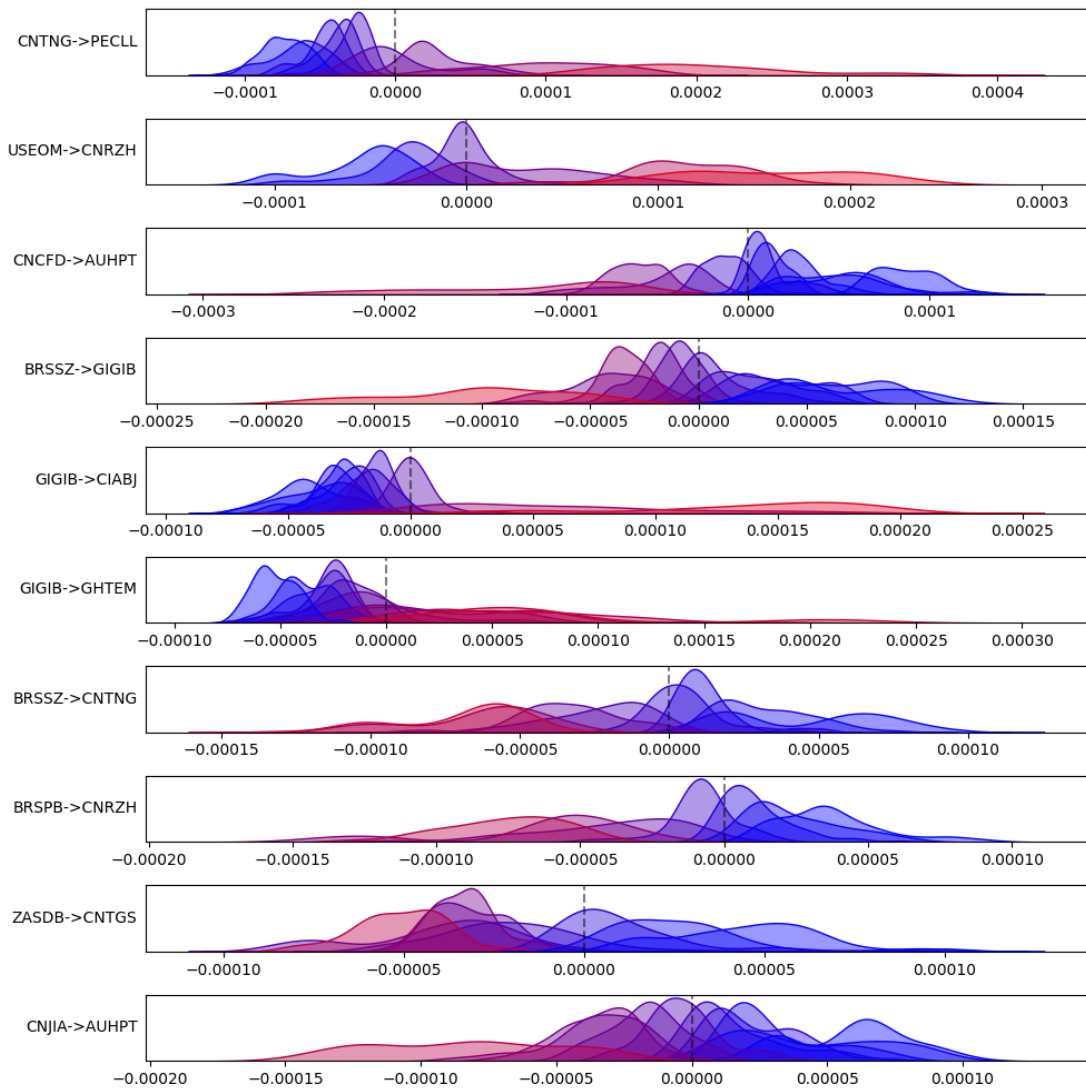 CNTNG->PECLL
−0.0001 0.0000 0.0001 0.0002 0.0003 0.0004
USEOM->CNRZH
−0.0001 0.0000 0.0001 0.0002 0.0003
CNCFD->AUHPT
−0.0003 −0.0002 −0.0001 0.0000 0.0001
BRSSZ->GIGIB
−0.00025 −0.00020 −0.00015 −0.00010 −0.00005 0.00000 0.00005 0.00010 0.00015
GIGIB->CIABJ
−0.00010 −0.00005 0.00000 0.00005 0.00010 0.00015 0.00020 0.00025
GIGIB->GHTEM
−0.00010 −0.00005 0.00000 0.00005 0.00010 0.00015 0.00020 0.00025 0.00030
BRSSZ->CNTNG
−0.00015 −0.00010 −0.00005 0.00000 0.00005 0.00010
BRSPB->CNRZH
−0.00020 −0.00015 −0.00010 −0.00005 0.00000 0.00005 0.00010
ZASDB->CNTGS
−0.00010 −0.00005 0.00000 0.00005 0.00010
CNJIA->AUHPT
−0.00020 −0.00015 −0.00010 −0.00005 0.00000 0.00005 0.00010